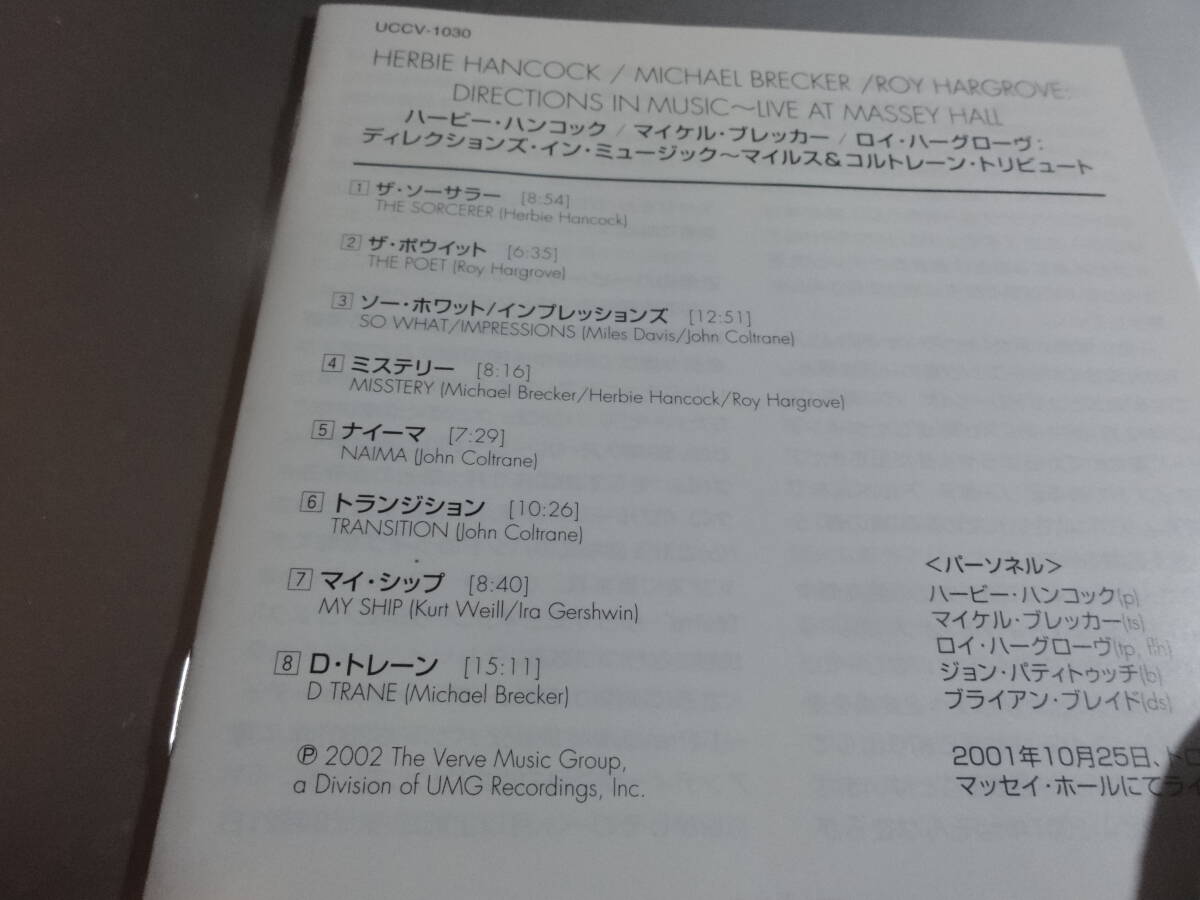 UCCV-1030
HERBIE HANCOCK / MICHAEL BRECKER /ROY HARGROVE:
DIRECTIONS IN MUSIC〜LIVE AT MASSEY HALL
ハービー・ハンコック / マイケル・ブレッカー / ロイ・ハーグローヴ:
ディレクションズ・イン・ミュージック〜マイルス&コルトレーン・トリビュート
1 ザ・ソーサラー [8:54]
THE SORCERER (Herbie Hancock)
2 ザ・ポウイット [6:35]
THE POET (Roy Hargrove)
3 ソー・ホワット/インプレッションズ [12:51]
SO WHAT/IMPRESSIONS (Miles Davis/John Coltrane)
4 ミステリー [8:16]
MISSTERY (Michael Brecker/Herbie Hancock/Roy Hargrove)
5 ナイーマ [7:29]
NAIMA (John Coltrane)
6 トランジション [10:26]
TRANSITION (John Coltrane)
7 マイ・シップ [8:40]
MY SHIP (Kurt Weill/Ira Gershwin)
8 D・トレーン [15:11]
D TRANE (Michael Brecker)
℗ 2002 The Verve Music Group,
a Division of UMG Recordings, Inc.
<パーソネル>
ハービー・ハンコック(p)
マイケル・ブレッカー(ts)
ロイ・ハーグローヴ(tp, flh)
ジョン・パティトゥッチ(b)
ブライアン・ブレイド(ds)
2001年10月25日、トロ
マッセイ・ホールにてライ